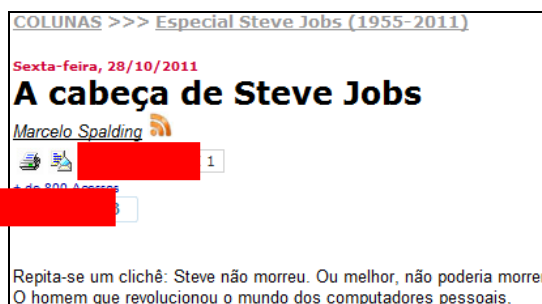 COLUNAS >>> Especial Steve Jobs (1955-2011)
Sexta-feira, 28/10/2011
A cabeça de Steve Jobs
Marcelo Spalding
1
+ de 800 Acessos
3
Repita-se um clichê: Steve não morreu. Ou melhor, não poderia morrer
O homem que revolucionou o mundo dos computadores pessoais,